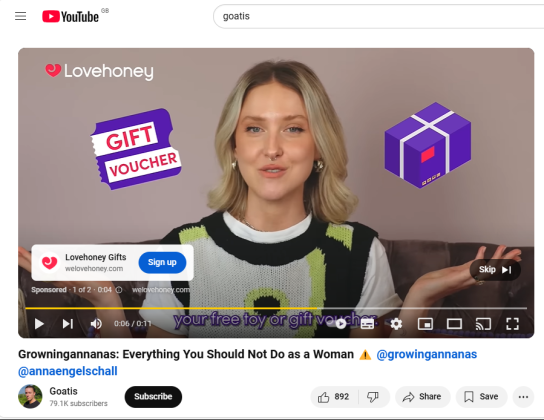 YouTube GB
goatis
Lovehoney
GIFT
VOUCHER
Lovehoney Gifts
welovehoney.com
Sign up
Skip
Sponsored · 1 of 2 · 0:04 welovehoney.com
your free toy or gift voucher
0:06 / 0:11
Growningannanas: Everything You Should Not Do as a Woman ⚠️ @growingannanas
@annaengelschall
Goatis
79.1K subscribers
Subscribe
892
Share
Save